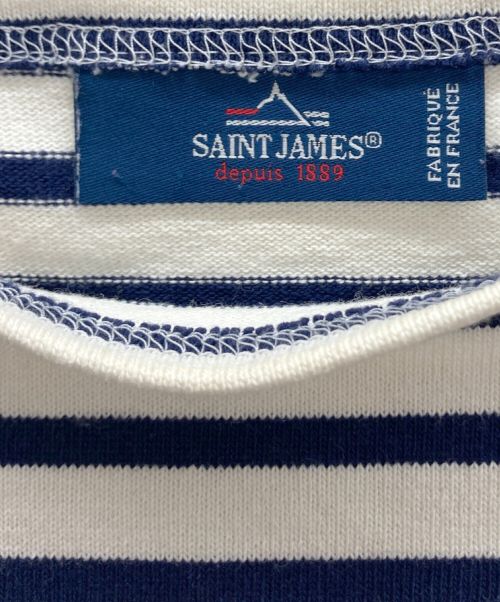 SAINT JAMES®
depuis 1889
FABRIQUÉ
EN FRANCE